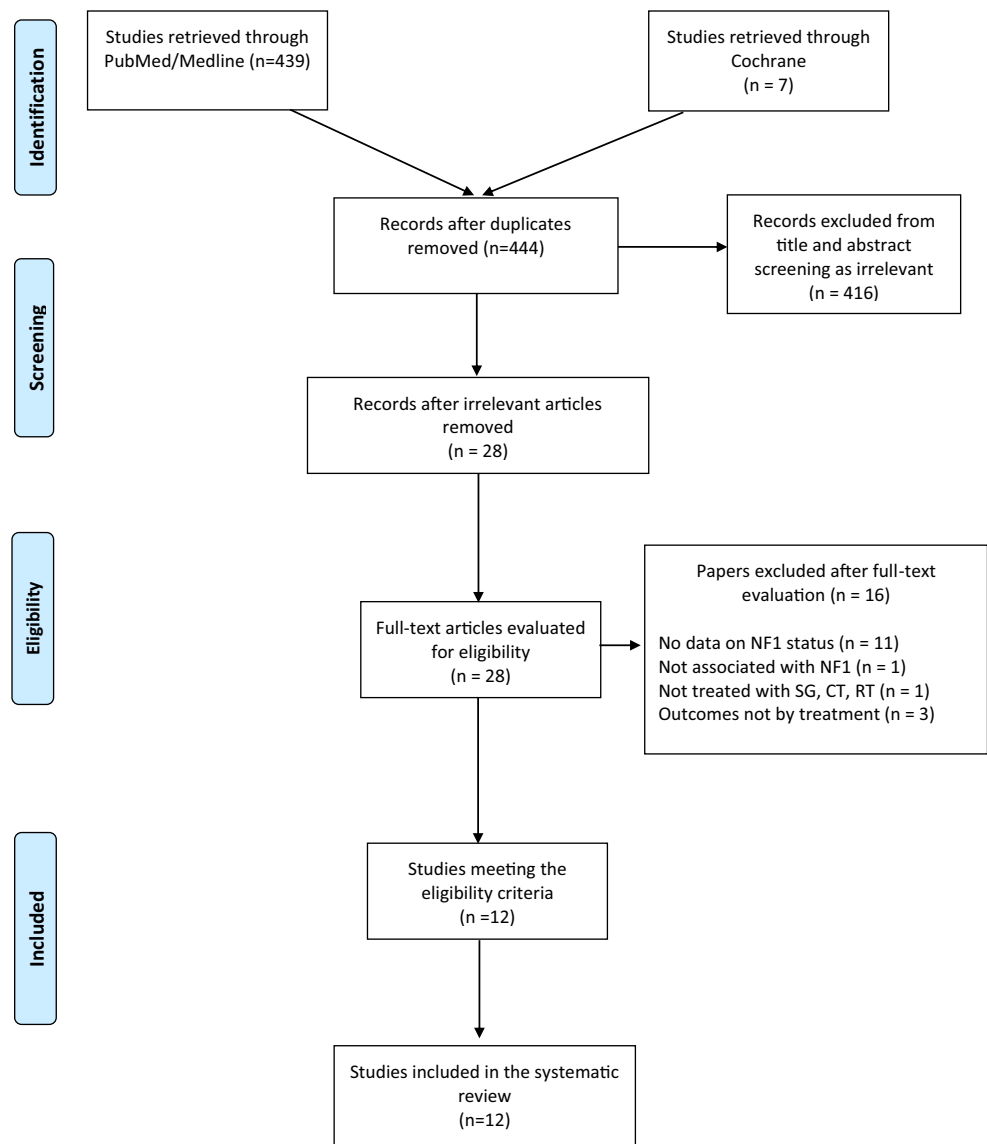 Identification
Studies retrieved through
PubMed/Medline (n=439)
Studies retrieved through
Cochrane
(n = 7)
Records after duplicates
removed (n=444)
Records excluded from
title and abstract
screening as irrelevant
(n = 416)
Screening
Records after irrelevant articles
removed
(n = 28)
Eligibility
Full-text articles evaluated
for eligibility
(n = 28)
Papers excluded after full-text
evaluation (n = 16)
No data on NF1 status (n = 11)
Not associated with NF1 (n = 1)
Not treated with SG, CT, RT (n = 1)
Outcomes not by treatment (n = 3)
Included
Studies meeting the
eligibility criteria
(n =12)
Studies included in the systematic
review
(n=12)